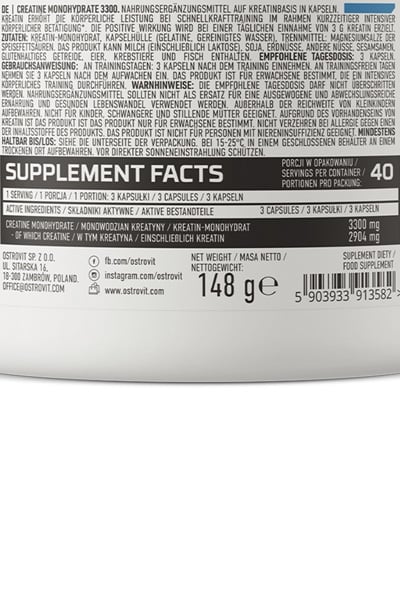 DE | CREATINE MONOHYDRATE 3300. NAHRUNGSERGÄNZUNGSMITTEL AUF KREATINBASIS IN KAPSELN.
KREATIN ERHÖHT DIE KÖRPERLICHE LEISTUNG BEI SCHNELLKRAFTTRAINING IM RAHMEN KURZZEITIGER INTENSIVER
KÖRPERLICHER BETÄTIGUNG*. DIE POSITIVE WIRKUNG WIRD BEI EINER TÄGLICHEN EINNAHME VON 3 G KREATIN ERZIELT.
ZUTATEN: KREATIN-MONOHYDRAT, KAPSELHÜLLE (GELATINE, GEREINIGTES WASSER), TRENNMITTEL: MAGNESIUMSALZE DER
SPEISEFETTSÄUREN. DAS PRODUKT KANN MILCH (EINSCHLIEẞLICH LAKTOSE), SOJA, ERDNÜSSE, ANDERE NÜSSE, SESAMSAMEN,
GLUTENHALTIGES GETREIDE, EIER, KREBSTIERE UND FISCH ENTHALTEN. EMPFOHLENE TAGESDOSIS: 3 KAPSELN.
GEBRAUCHSANWEISUNG: AN TRAININGSTAGEN: 3 KAPSELN NACH DEM TRAINING EINNEHMEN. AN TRAININGSFREIEN TAGEN
NEHMEN SIE 3 KAPSELN NACH DEM AUFWACHEN EIN. DAS PRODUKT IST FÜR ERWACHSENE BESTIMMT, DIE EIN INTENSIVES
KÖRPERLICHES TRAINING DURCHFÜHREN. WARNHINWEISE: DIE EMPFOHLENE TAGESDOSIS DARF NICHT ÜBERSCHRITTEN
WERDEN. NAHRUNGSERGÄNZUNGSMITTEL SOLLTEN NICHT ALS ERSATZ FÜR EINE AUSGEWOGENE UND ABWECHSLUNGSREICHE
ERNÄHRUNG UND GESUNDEN LEBENSWANDEL VERWENDET WERDEN. AUẞERHALB DER REICHWEITE VON KLEINKINDERN
AUFBEWAHREN. NICHT FÜR KINDER, SCHWANGERE UND STILLENDE MÜTTER GEEIGNET. AUFGRUND DES VORHANDENSEINS VON
KREATIN IST DAS PRODUKT NUR FÜR ERWACHSENE BESTIMMT. NICHT VERZEHREN BEI ALLERGIE GEGEN EINEN
DER INHALTSSTOFFE DES PRODUKTS. DAS PRODUKT IST NICHT FÜR PERSONEN MIT NIERENINSUFFIZIENZ GEEIGNET. MINDESTENS
HALTBAR BIS/LOS: SIEHE DIE UNTERSEITE DER VERPACKUNG. BEI 15-25°C IN EINEM GESCHLOSSENEN BEHÄLTER AN EINEM
TROCKENEN ORT AUFBEWAHREN. VOR DIREKTER SONNENEINSTRAHLUNG SCHÜTZEN.
SUPPLEMENT FACTS
PORCJI W OPAKOWANIU /
SERVINGS PER CONTAINER /
PORTIONEN PRO PACKUNG:
40
1 SERVING / 1 PORCJA / 1 PORTION: 3 KAPSUŁKI / 3 CAPSULES / 3 KAPSELN
ACTIVE INGREDIENTS / SKŁADNIKI AKTYWNE / AKTIVE BESTANDTEILE 3 CAPSULES / 3 KAPSUŁKI / 3 KAPSELN
CREATINE MONOHYDRATE / MONOWODZIAN KREATYNY / KREATIN-MONOHYDRAT 3300 mg
- OF WHICH CREATINE / W TYM KREATYNA / EINSCHLIEẞLICH KREATIN 2904 mg
OSTROVIT SP. Z O.O.
UL. SITARSKA 16,
18-300 ZAMBRÓW, POLAND.
OFFICE@OSTROVIT.COM
fb.com/ostrovit
instagram.com/ostrovit
www.ostrovit.com
NET WEIGHT / MASA NETTO /
NETTOGEWICHT:
148 g ℮
SUPLEMENT DIETY /
FOOD SUPPLEMENT
5 903933 913582 >